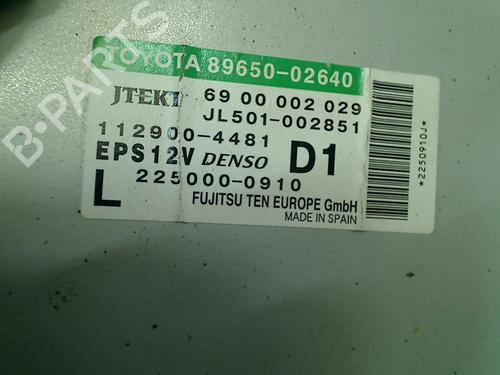 TOYOTA 89650-02640
JTEKT 69 00 002 029
JL501-002851
112900-4481
EPS12V DENSO D1
L 225000-0910
FUJITSU TEN EUROPE GmbH
MADE IN SPAIN
*2250910J*
B-PARTS